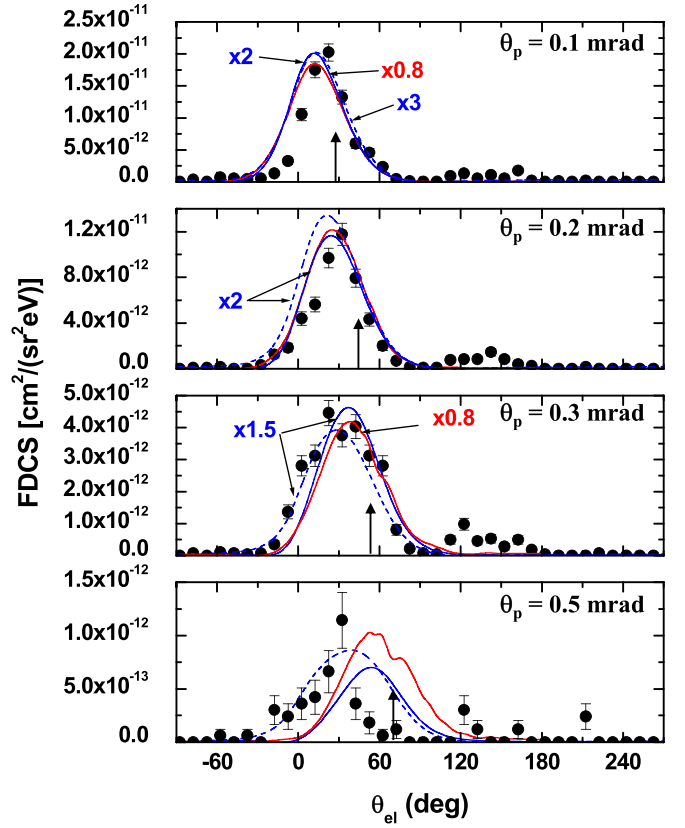 FDCS [cm²/(sr²eV)]
2.5x10⁻¹¹
2.0x10⁻¹¹
1.5x10⁻¹¹
1.0x10⁻¹¹
5.0x10⁻¹²
0.0
θp = 0.1 mrad
x2
x0.8
x3
1.2x10⁻¹¹
8.0x10⁻¹²
4.0x10⁻¹²
0.0
θp = 0.2 mrad
x2
5.0x10⁻¹²
4.0x10⁻¹²
3.0x10⁻¹²
2.0x10⁻¹²
1.0x10⁻¹²
0.0
θp = 0.3 mrad
x1.5
x0.8
1.5x10⁻¹²
1.0x10⁻¹²
5.0x10⁻¹³
0.0
θp = 0.5 mrad
-60 0 60 120 180 240
θel (deg)